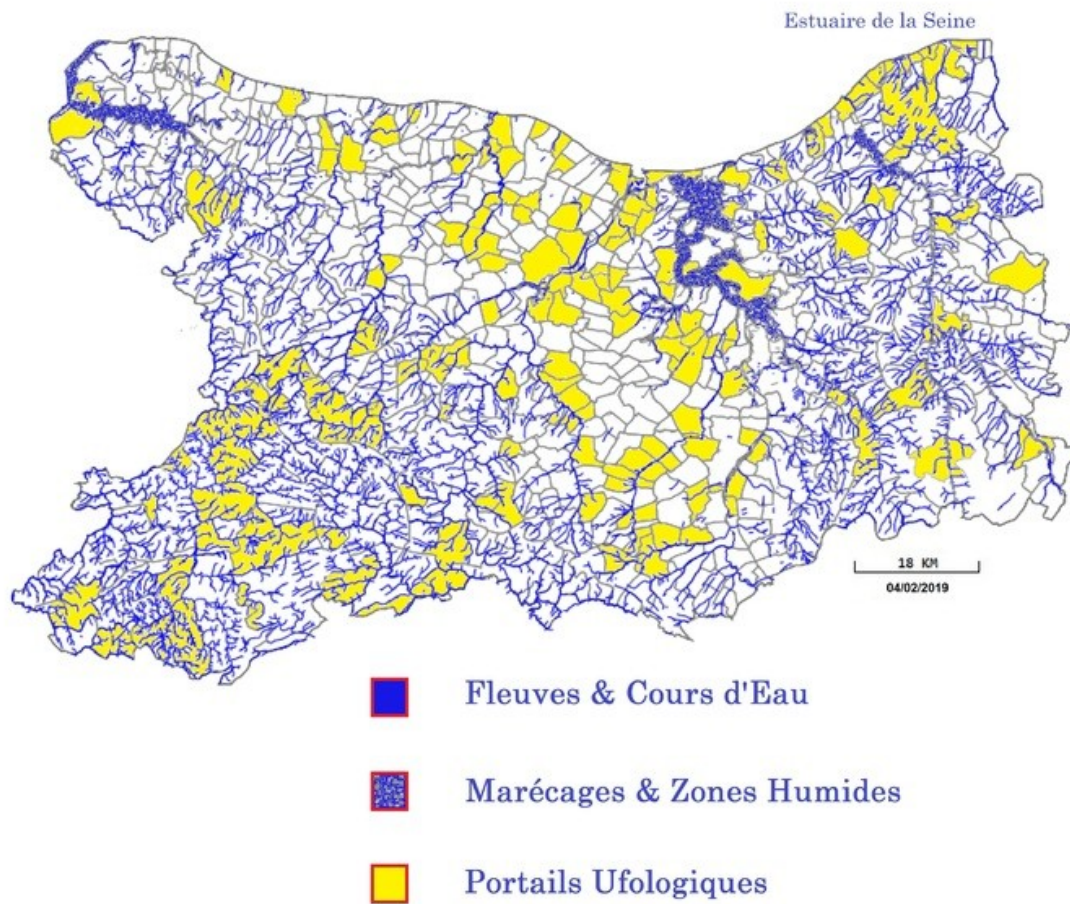 Estuaire de la Seine
18 KM
04/02/2019
Fleuves & Cours d'Eau
Marécages & Zones Humides
Portails Ufologiques